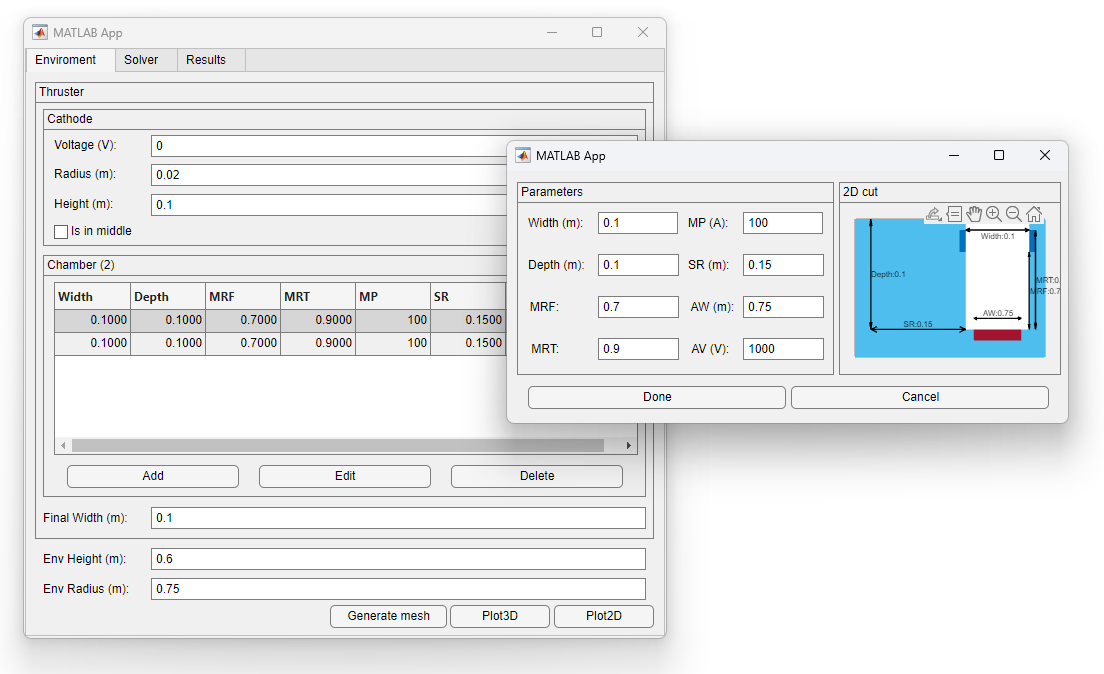 MATLAB App
Enviroment Solver Results
Thruster
Cathode
Voltage (V): 0
Radius (m): 0.02
Height (m): 0.1
Is in middle
Chamber (2)
Width Depth MRF MRT MP SR
0.1000 0.1000 0.7000 0.9000 100 0.1500
0.1000 0.1000 0.7000 0.9000 100 0.1500
Add Edit Delete
Final Width (m): 0.1
Env Height (m): 0.6
Env Radius (m): 0.75
Generate mesh Plot3D Plot2D
MATLAB App
Parameters
Width (m): 0.1 MP (A): 100
Depth (m): 0.1 SR (m): 0.15
MRF: 0.7 AW (m): 0.75
MRT: 0.9 AV (V): 1000
2D cut
Width:0.1
Depth:0.1
MRT:0.
MRF:0.7
AW:0.75
SR:0.15
Done Cancel